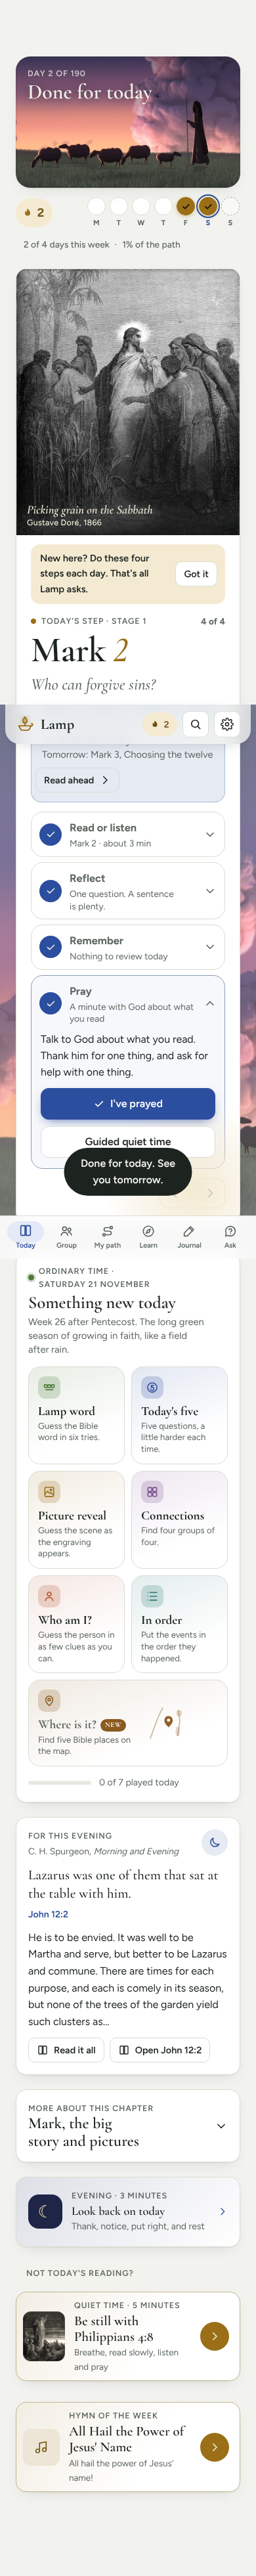 DAY 2 OF 190
Done for today
2
M T W T F S S
2 of 4 days this week · 1% of the path
Picking grain on the Sabbath
Gustave Doré, 1866
New here? Do these four
steps each day. That's all
Lamp asks.
Got it
TODAY'S STEP · STAGE 1
4 of 4
Mark 2
Who can forgive sins?
Lamp
2
Tomorrow: Mark 3, Choosing the twelve
Read ahead
Read or listen
Mark 2 · about 3 min
Reflect
One question. A sentence
is plenty.
Remember
Nothing to review today
Pray
A minute with God about what
you read
Talk to God about what you read.
Thank him for one thing, and ask for
help with one thing.
I've prayed
Guided quiet time
Done for today. See
you tomorrow.
Today Group My path Learn Journal Ask
ORDINARY TIME ·
SATURDAY 21 NOVEMBER
Something new today
Week 26 after Pentecost. The long green
season of growing in faith, like a field
after rain.
Lamp word
Guess the Bible
word in six tries.
Today's five
Five questions, a
little harder each
time.
Picture reveal
Guess the scene as
the engraving
appears.
Connections
Find four groups of
four.
Who am I?
Guess the person in
as few clues as you
can.
In order
Put the events in
the order they
happened.
Where is it? NEW
Find five Bible places on
the map.
0 of 7 played today
FOR THIS EVENING
C. H. Spurgeon, Morning and Evening
Lazarus was one of them that sat at
the table with him.
John 12:2
He is to be envied. It was well to be
Martha and serve, but better to be Lazarus
and commune. There are times for each
purpose, and each is comely in its season,
but none of the trees of the garden yield
such clusters as…
Read it all
Open John 12:2
MORE ABOUT THIS CHAPTER
Mark, the big
story and pictures
EVENING · 3 MINUTES
Look back on today
Thank, notice, put right, and rest
NOT TODAY'S READING?
QUIET TIME · 5 MINUTES
Be still with
Philippians 4:8
Breathe, read slowly, listen
and pray
HYMN OF THE WEEK
All Hail the Power of
Jesus' Name
All hail the power of Jesus'
name!